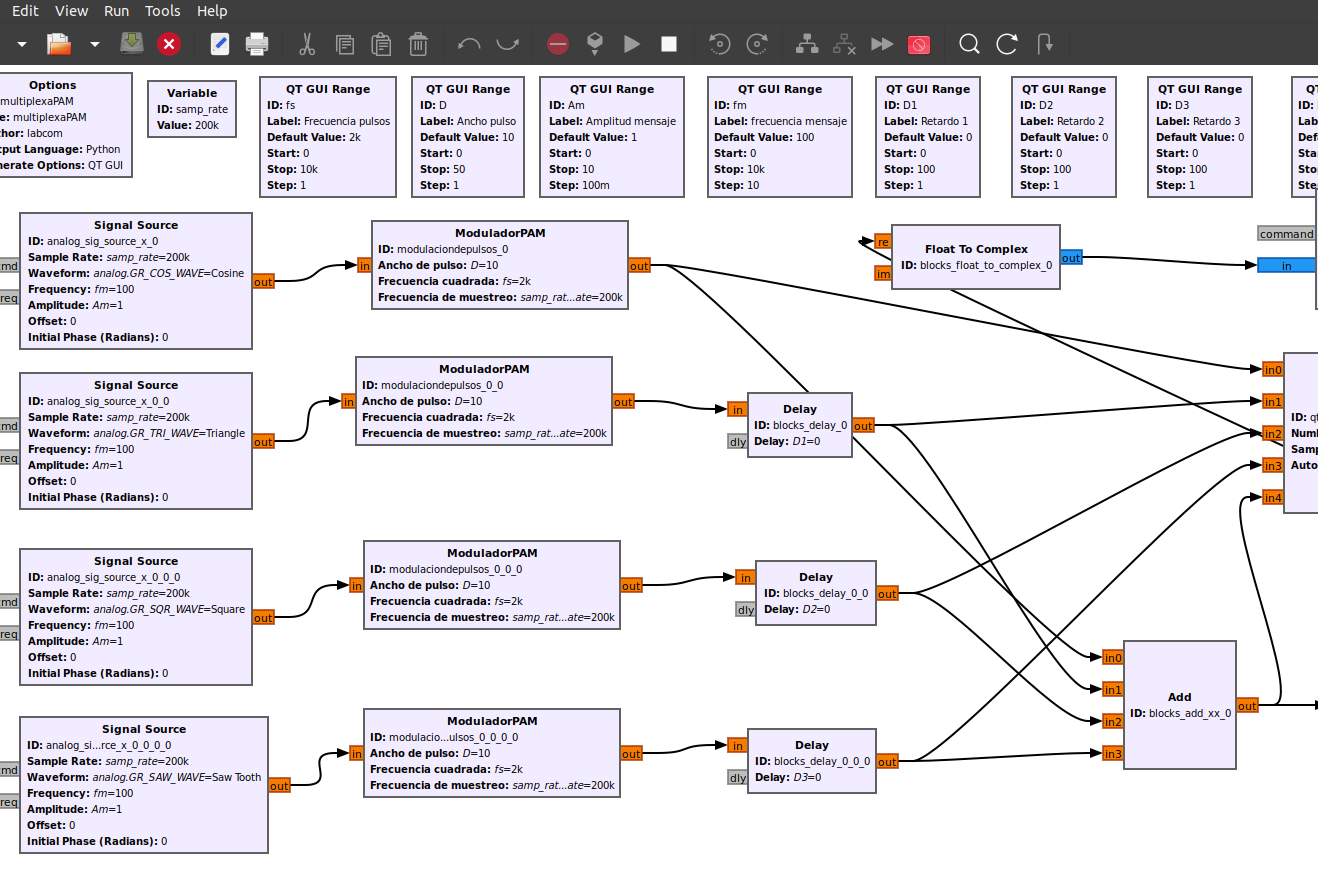 Edit View Run Tools Help
Options
multiplexaPAM
e: multiplexaPAM
thor: labcom
tput Language: Python
nerate Options: QT GUI
Variable
ID: samp_rate
Value: 200k
QT GUI Range
ID: fs
Label: Frecuencia pulsos
Default Value: 2k
Start: 0
Stop: 10k
Step: 1
QT GUI Range
ID: D
Label: Ancho pulso
Default Value: 10
Start: 0
Stop: 50
Step: 1
QT GUI Range
ID: Am
Label: Amplitud mensaje
Default Value: 1
Start: 0
Stop: 10
Step: 100m
QT GUI Range
ID: fm
Label: frecuencia mensaje
Default Value: 100
Start: 0
Stop: 10k
Step: 10
QT GUI Range
ID: D1
Label: Retardo 1
Default Value: 0
Start: 0
Stop: 100
Step: 1
QT GUI Range
ID: D2
Label: Retardo 2
Default Value: 0
Start: 0
Stop: 100
Step: 1
QT GUI Range
ID: D3
Label: Retardo 3
Default Value: 0
Start: 0
Stop: 100
Step: 1
Signal Source
ID: analog_sig_source_x_0
Sample Rate: samp_rate=200k
Waveform: analog.GR_COS_WAVE=Cosine
Frequency: fm=100
Amplitude: Am=1
Offset: 0
Initial Phase (Radians): 0
cmd
req
out
in
ModuladorPAM
ID: modulaciondepulsos_0
Ancho de pulso: D=10
Frecuencia cuadrada: fs=2k
Frecuencia de muestreo: samp_rat...ate=200k
out
re
im
Float To Complex
ID: blocks_float_to_complex_0
out
command
in
Signal Source
ID: analog_sig_source_x_0_0
Sample Rate: samp_rate=200k
Waveform: analog.GR_TRI_WAVE=Triangle
Frequency: fm=100
Amplitude: Am=1
Offset: 0
Initial Phase (Radians): 0
cmd
req
out
in
ModuladorPAM
ID: modulaciondepulsos_0_0
Ancho de pulso: D=10
Frecuencia cuadrada: fs=2k
Frecuencia de muestreo: samp_rat...ate=200k
out
in
dly
Delay
ID: blocks_delay_0
Delay: D1=0
out
in0
in1
in2
in3
in4
ID: qt
Num
Samp
Auto
Signal Source
ID: analog_sig_source_x_0_0_0
Sample Rate: samp_rate=200k
Waveform: analog.GR_SQR_WAVE=Square
Frequency: fm=100
Amplitude: Am=1
Offset: 0
Initial Phase (Radians): 0
cmd
req
out
in
ModuladorPAM
ID: modulaciondepulsos_0_0_0
Ancho de pulso: D=10
Frecuencia cuadrada: fs=2k
Frecuencia de muestreo: samp_rat...ate=200k
out
in
dly
Delay
ID: blocks_delay_0_0
Delay: D2=0
out
Signal Source
ID: analog_si...rce_x_0_0_0_0
Sample Rate: samp_rate=200k
Waveform: analog.GR_SAW_WAVE=Saw Tooth
Frequency: fm=100
Amplitude: Am=1
Offset: 0
Initial Phase (Radians): 0
cmd
req
out
in
ModuladorPAM
ID: modulacio...ulsos_0_0_0_0
Ancho de pulso: D=10
Frecuencia cuadrada: fs=2k
Frecuencia de muestreo: samp_rat...ate=200k
out
in
dly
Delay
ID: blocks_delay_0_0_0
Delay: D3=0
out
in0
in1
in2
in3
Add
ID: blocks_add_xx_0
out